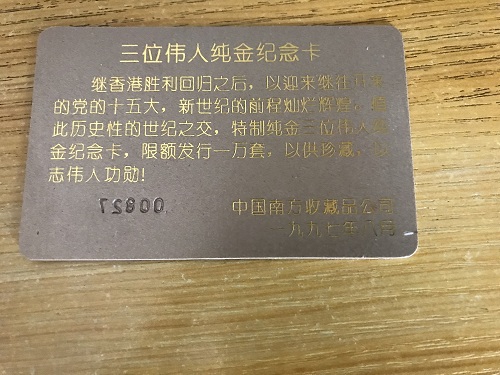 三位伟人纯金纪念卡
继香港胜利回归之后，以迎来继往开来
的党的十五大，新世纪的前程灿烂辉煌，
此历史性的世纪之交，特制纯金三位伟人纯
金纪念卡，限额发行一万套，以供珍藏，以
志伟人功勋!
00827
中国南方收藏品公司
一九九七年八月